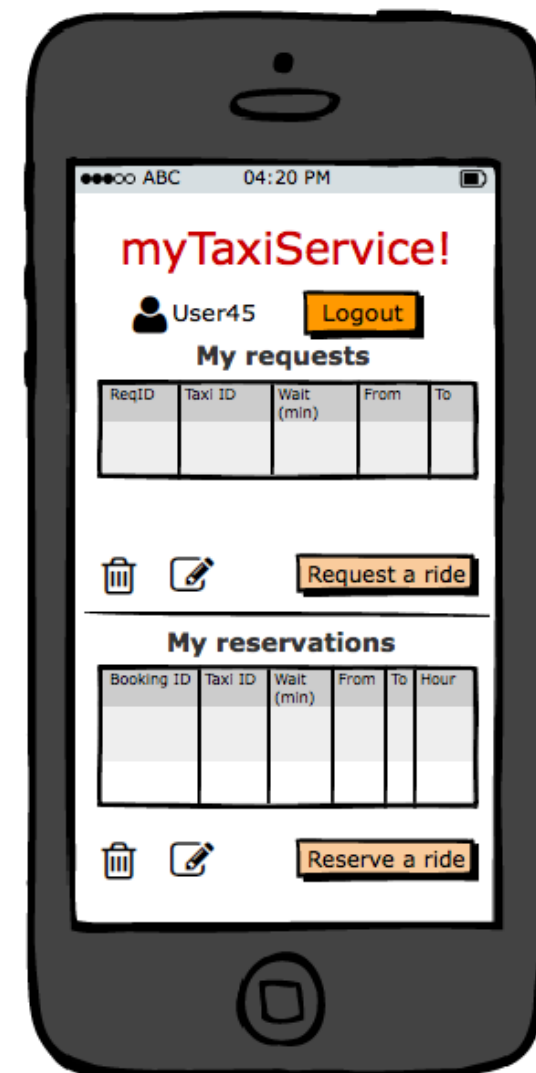 ABC 04:20 PM
myTaxiService!
User45 Logout
My requests
ReqID Taxi ID Wait From To
(min)
Request a ride
My reservations
Booking ID Taxi ID Wait From To Hour
(min)
Reserve a ride